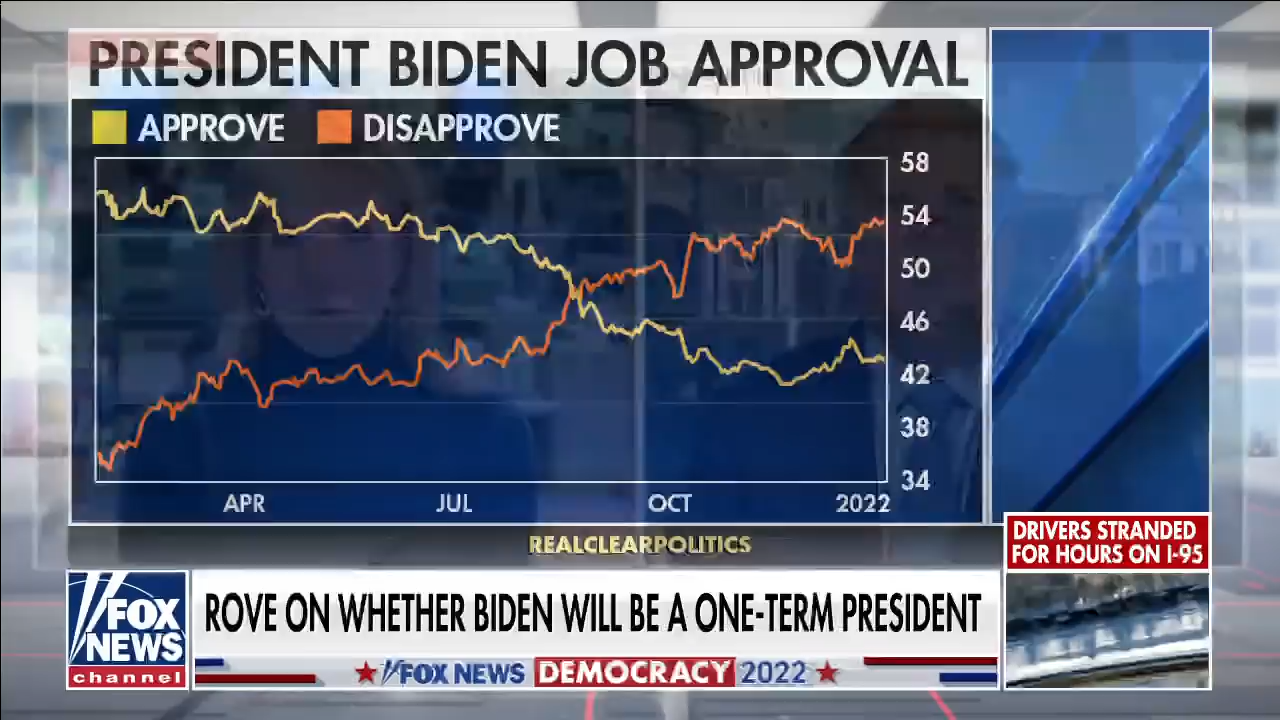 PRESIDENT BIDEN JOB APPROVAL
APPROVE DISAPPROVE
58
54
50
46
42
38
34
APR JUL OCT 2022
REALCLEARPOLITICS
DRIVERS STRANDED
FOR HOURS ON I-95
FOX
NEWS
channel
ROVE ON WHETHER BIDEN WILL BE A ONE-TERM PRESIDENT
FOX NEWS DEMOCRACY 2022